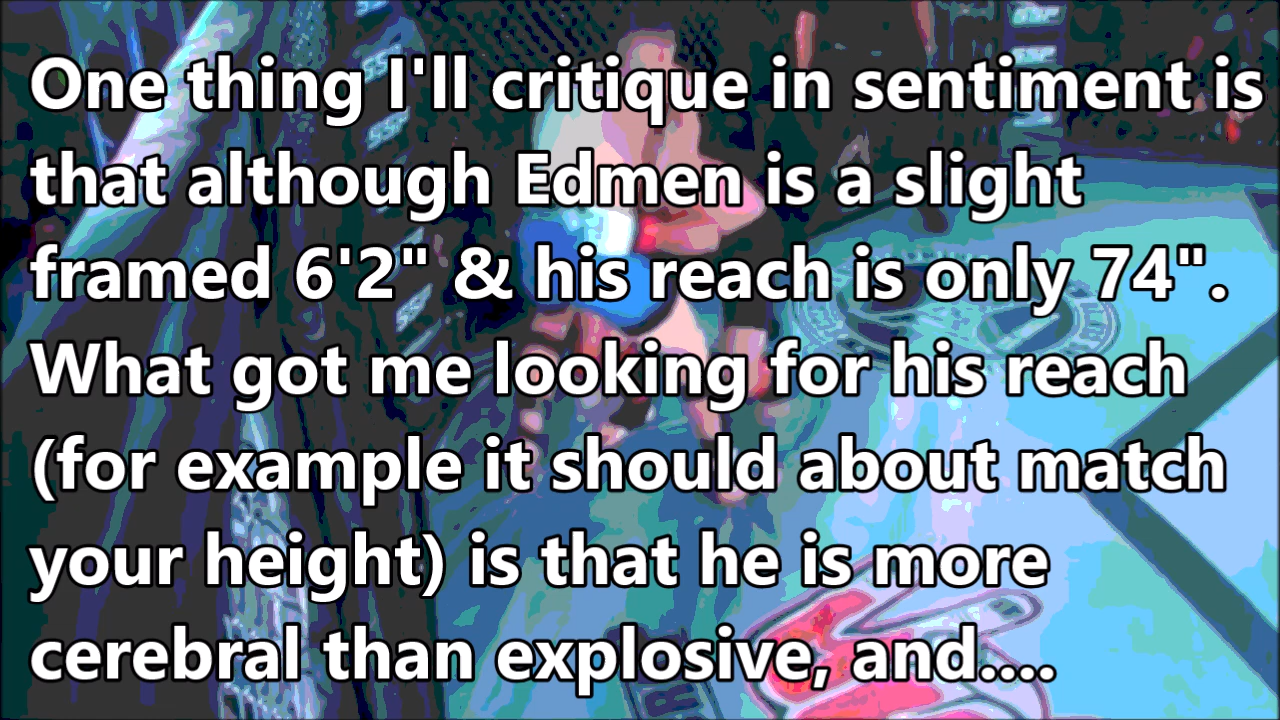 One thing I'll critique in sentiment is
that although Edmen is a slight
framed 6'2" & his reach is only 74".
What got me looking for his reach
(for example it should about match
your height) is that he is more
cerebral than explosive, and....